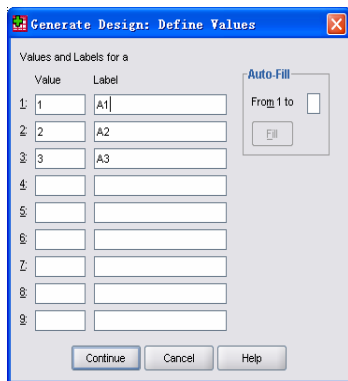 Generate Design: Define Values
Values and Labels for a
Value Label
1: 1 A1
2: 2 A2
3: 3 A3
4:
5:
6:
7:
8:
9:
Auto-Fill
From 1 to
Fill
Continue Cancel Help